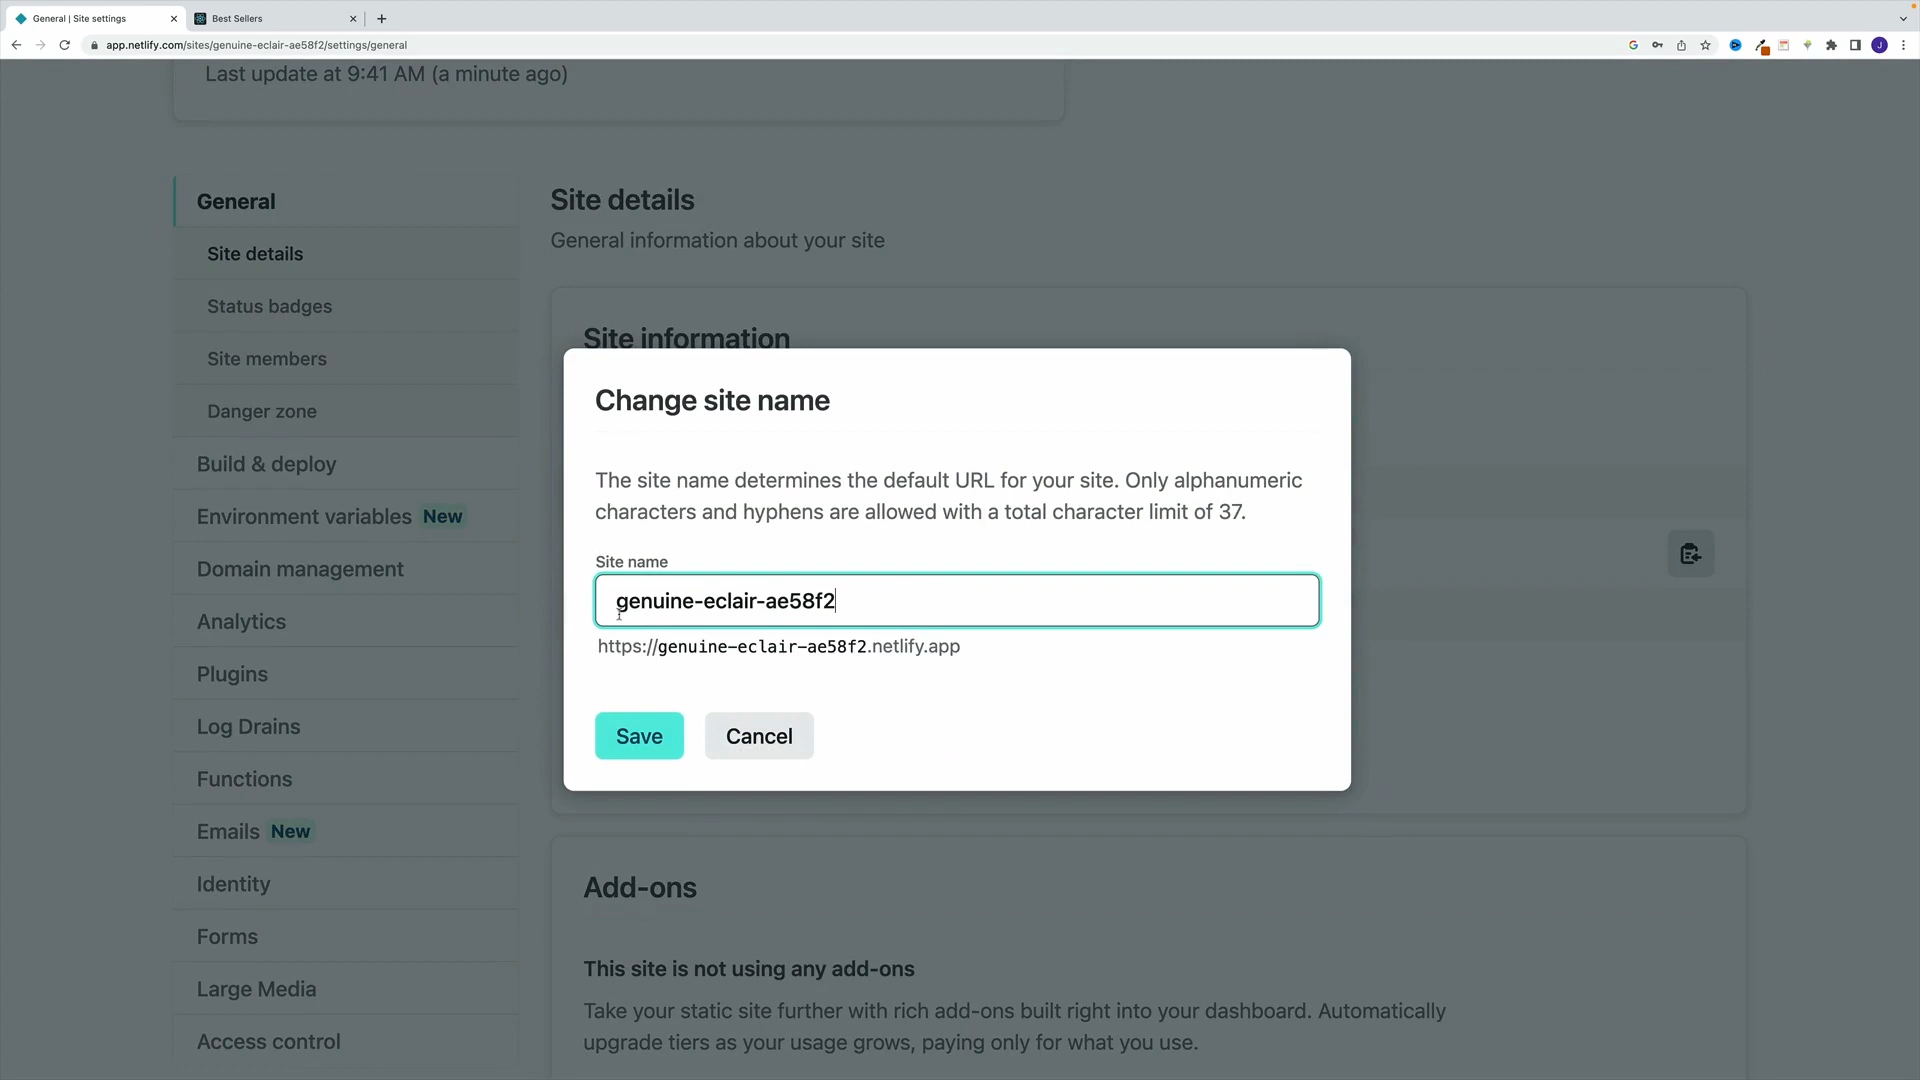 General | Site settings
Best Sellers
app.netlify.com/sites/genuine-eclair-ae58f2/settings/general
J
Last update at 9:41 AM (a minute ago)
General
Site details
Status badges
Site members
Danger zone
Build & deploy
Environment variables New
Domain management
Analytics
Plugins
Log Drains
Functions
Emails New
Identity
Forms
Large Media
Access control
Site details
General information about your site
Site information
Change site name
The site name determines the default URL for your site. Only alphanumeric
characters and hyphens are allowed with a total character limit of 37.
Site name
genuine-eclair-ae58f2
https://genuine-eclair-ae58f2.netlify.app
Save
Cancel
Add-ons
This site is not using any add-ons
Take your static site further with rich add-ons built right into your dashboard. Automatically
upgrade tiers as your usage grows, paying only for what you use.